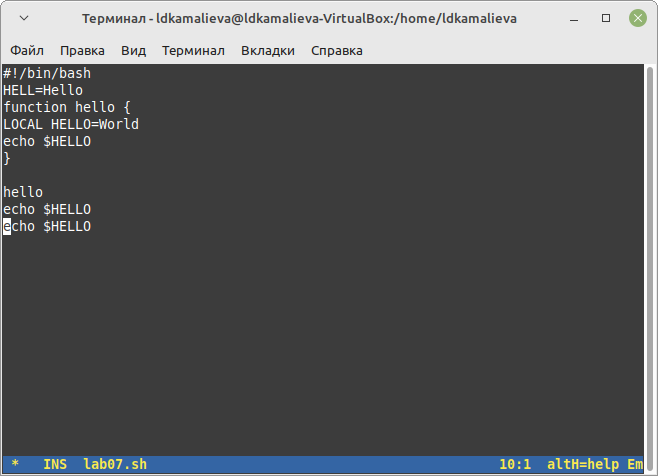 Терминал - ldkamalieva@ldkamalieva-VirtualBox:/home/ldkamalieva
Файл Правка Вид Терминал Вкладки Справка
#!/bin/bash
HELL=Hello
function hello {
LOCAL HELLO=World
echo $HELLO
}
hello
echo $HELLO
echo $HELLO
* INS lab07.sh 10:1 altH=help Em